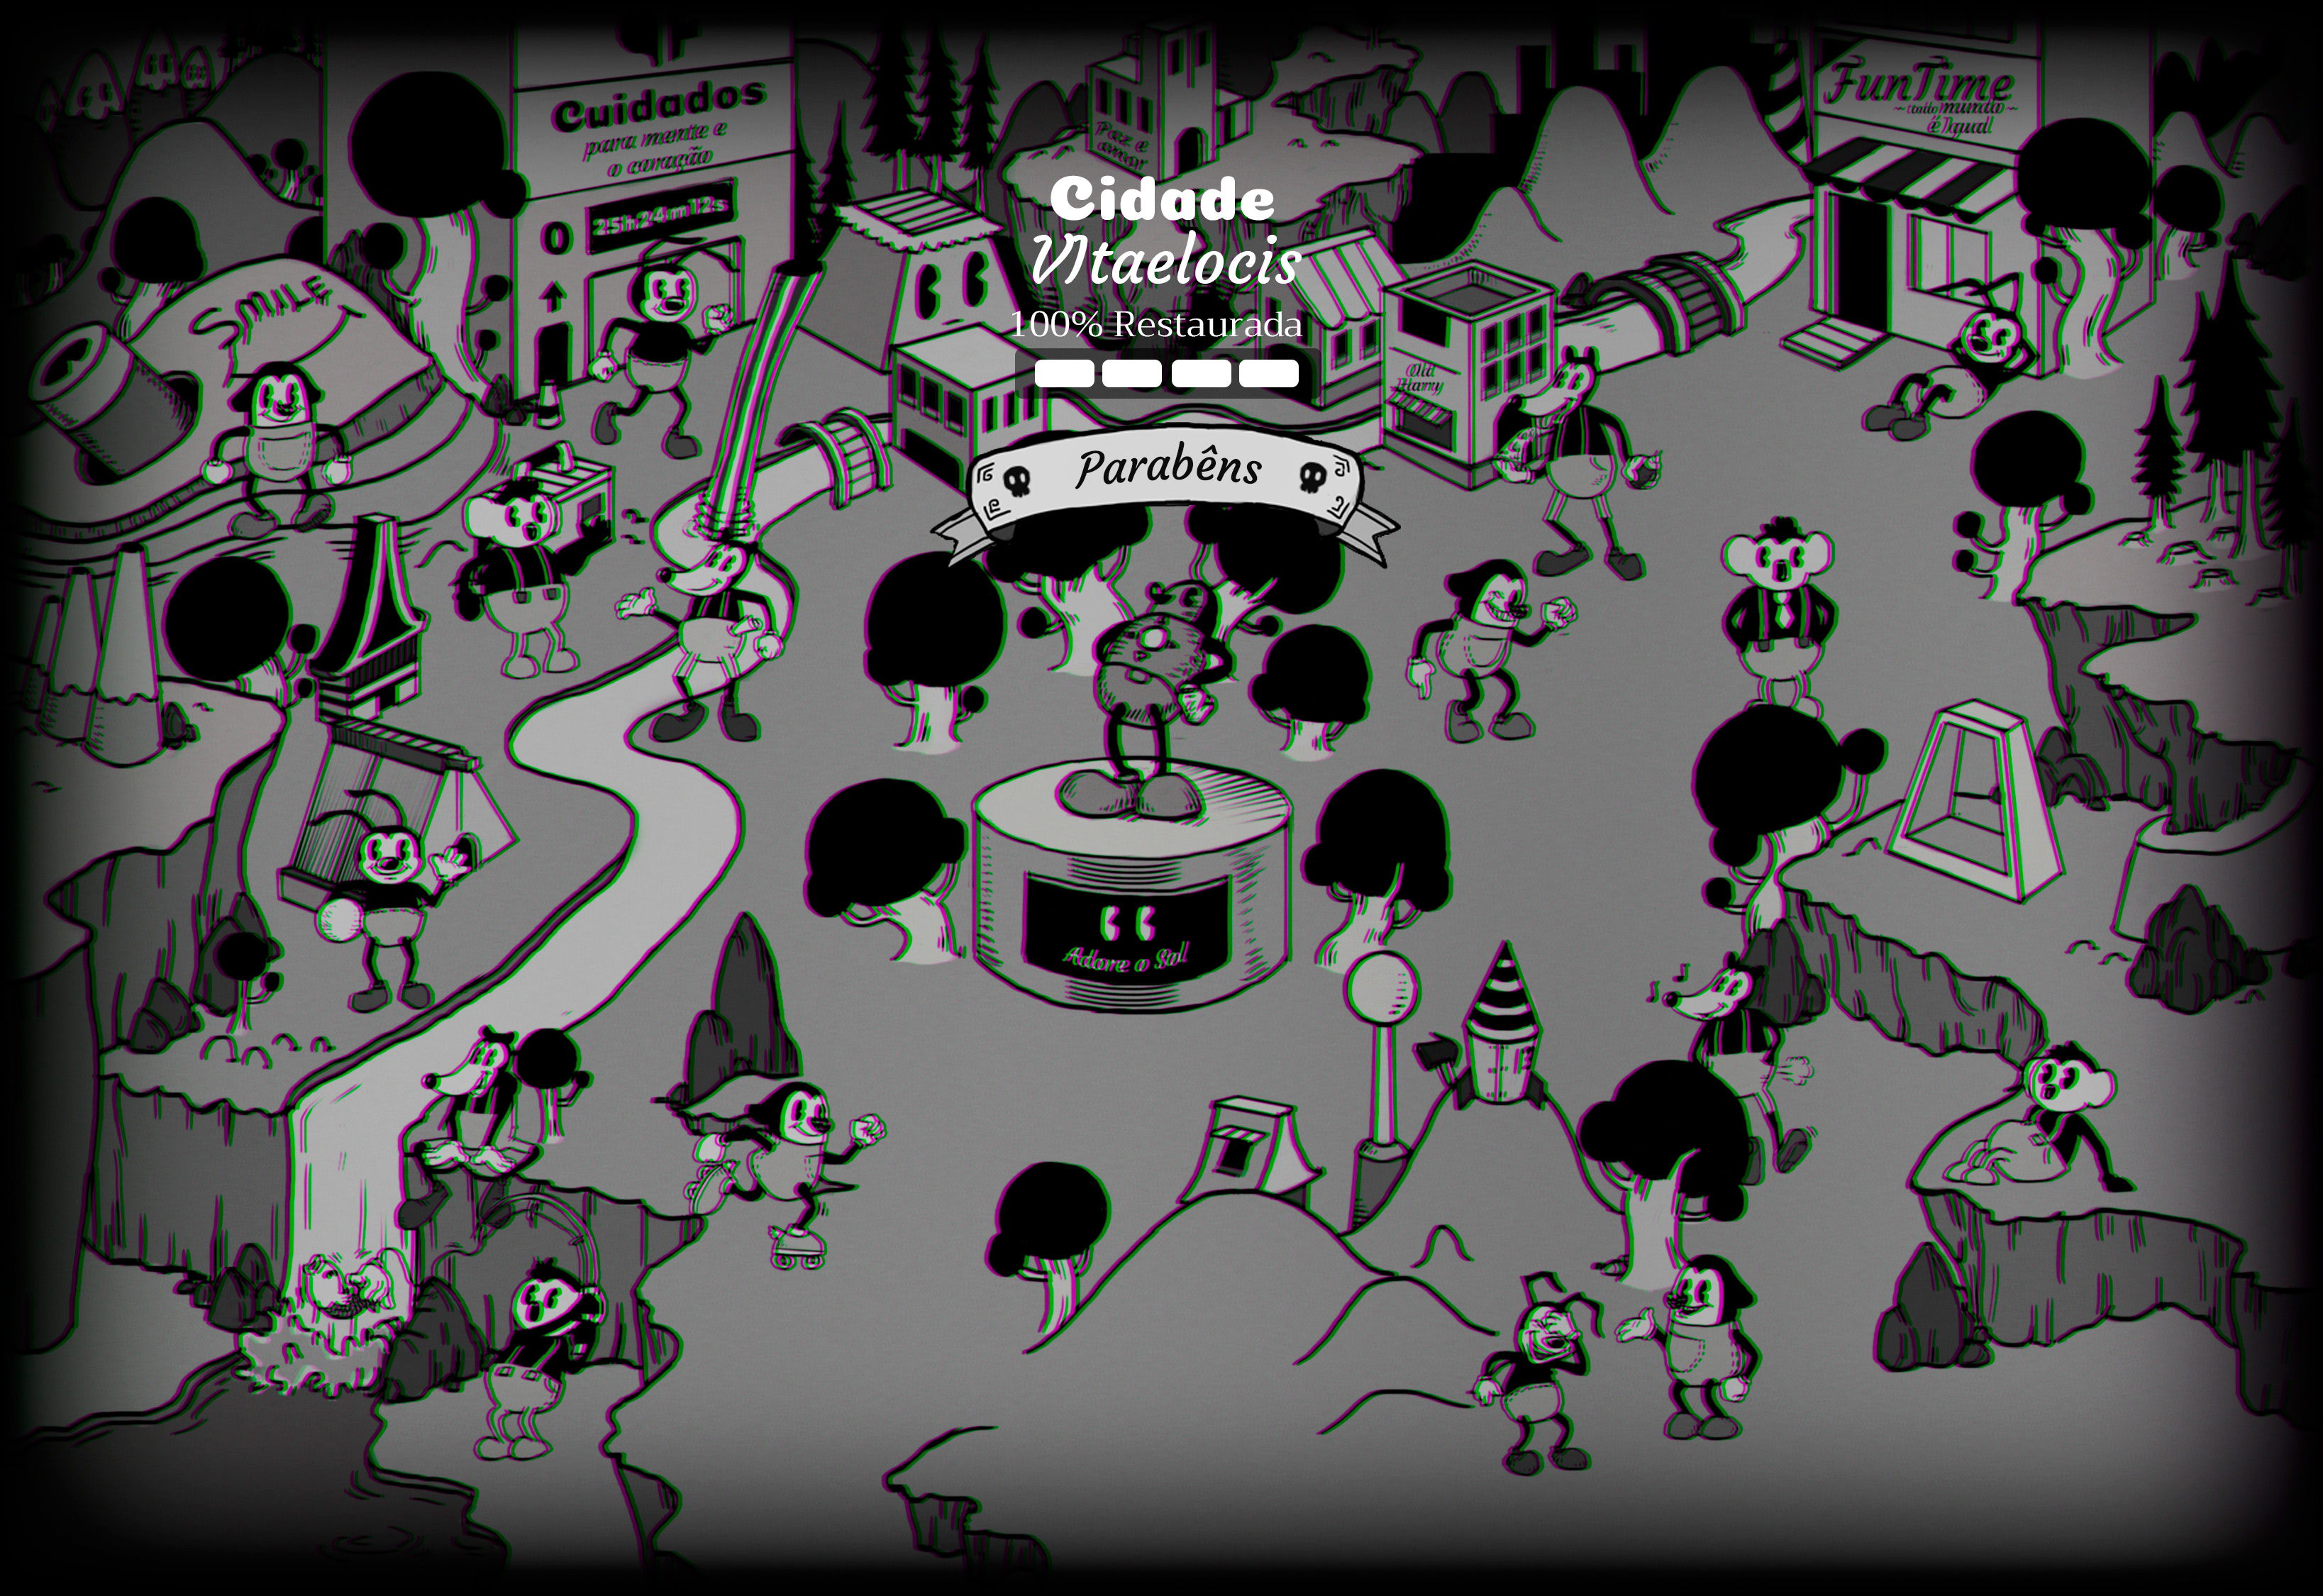 Cuidados
para mente e
o coração
0
25h24m12s
Paz e
amor
FunTime
~todo mundo~
é Igual
SMILE
Cidade
VItaelocis
100% Restaurada
Old
Harry
Parabêns
Adore o Sol